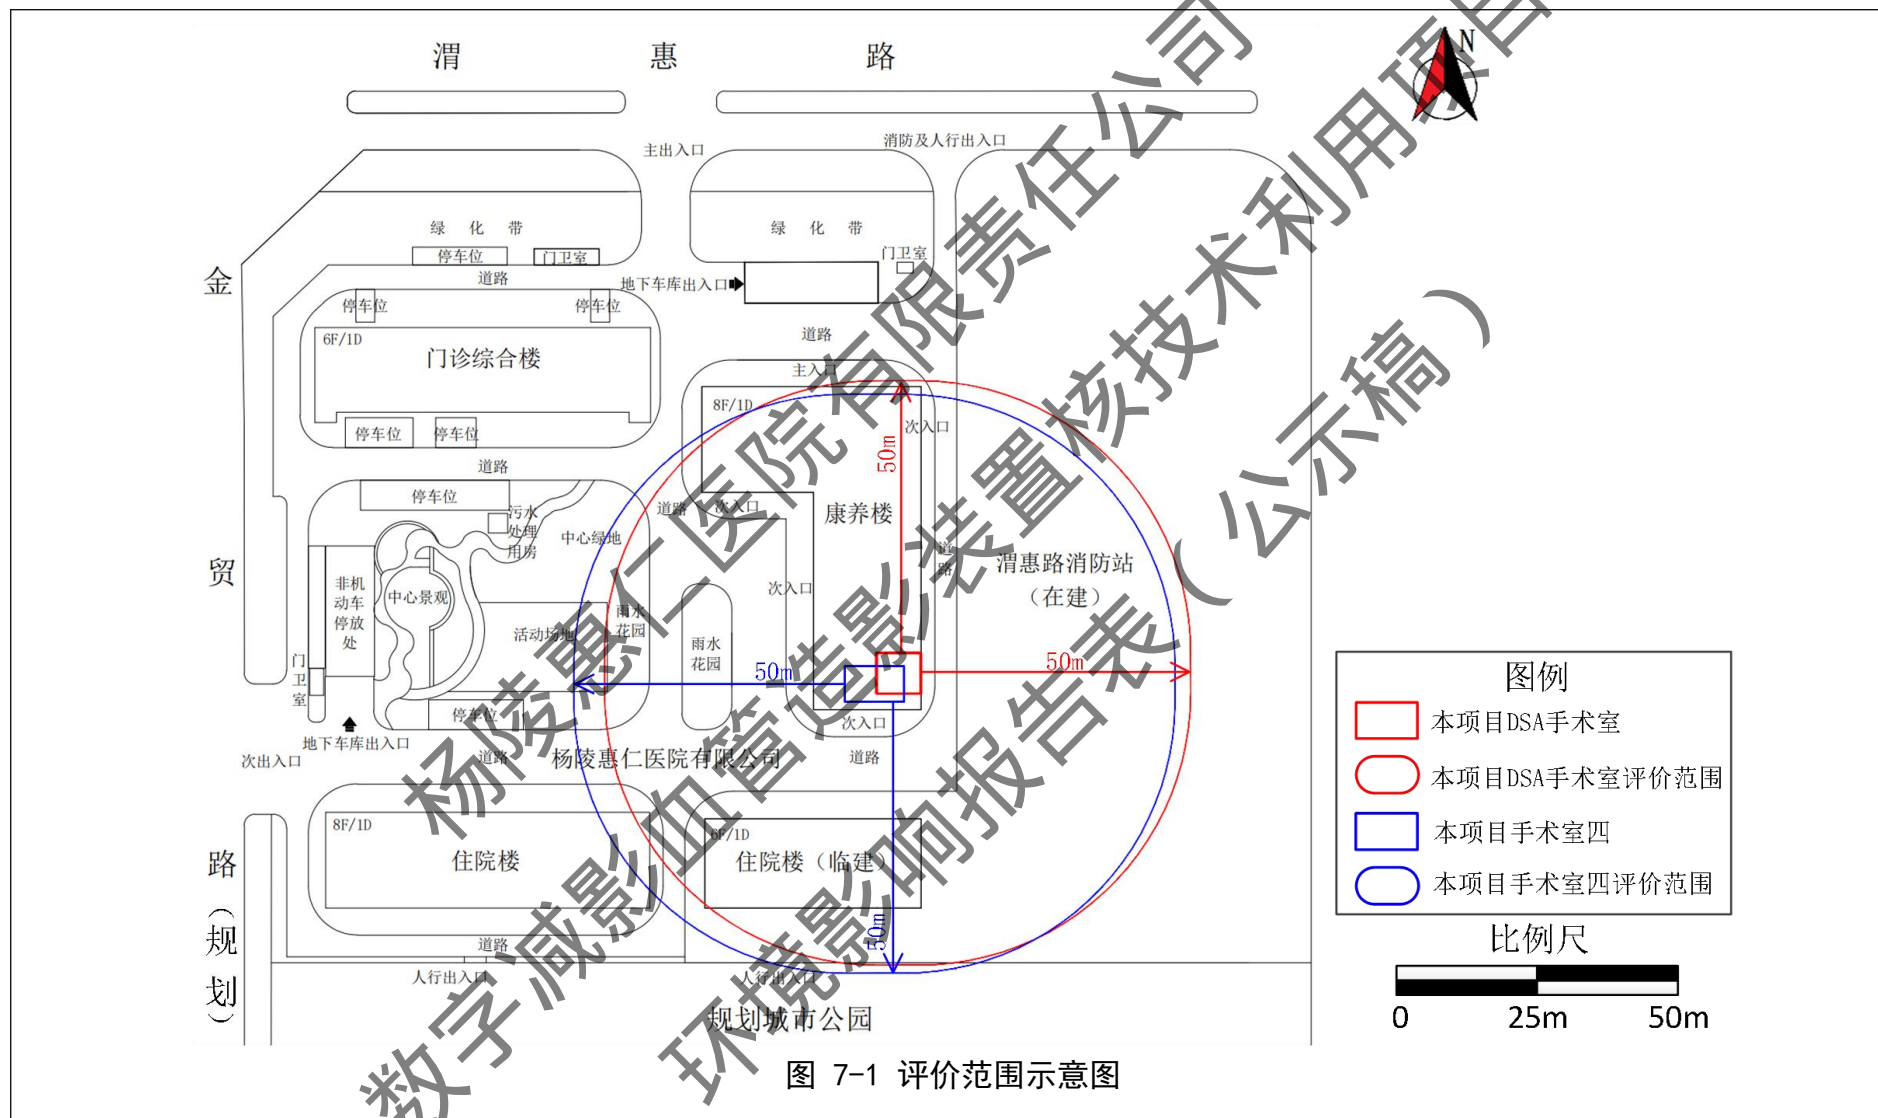 渭 惠 路
N
主出入口
消防及人行出入口
绿 化 带
绿 化 带
停车位
门卫室
门卫室
道路
地下车库出入口
金
贸
路
(规划)
停车位
停车位
6F/1D
门诊综合楼
道路
主入口
停车位
停车位
8F/1D
次入口
50m
道路
停车位
污水
处理
用房
中心绿地
道路
次入口
康养楼
道路
渭惠路消防站
（在建）
非机
动车
停放
处
中心景观
次入口
活动场地
雨水
花园
雨水
花园
门卫室
50m
50m
停车位
次入口
地下车库出入口
次出入口
道路
杨陵惠仁医院有限公司
道路
8F/1D
住院楼
6F/1D
住院楼（临建）
50m
道路
人行出入口
人行出入口
规划城市公园
图例
本项目DSA手术室
本项目DSA手术室评价范围
本项目手术室四
本项目手术室四评价范围
比例尺
0 25m 50m
图 7-1 评价范围示意图
杨陵惠仁医院有限责任公司
数字减影血管造影装置核技术利用项目
环境影响报告表（公示稿）